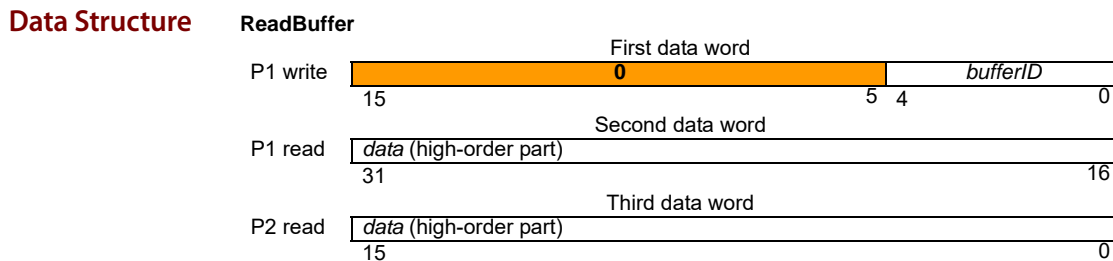 Data Structure ReadBuffer
First data word
P1 write 0 bufferID
15 5 4 0
Second data word
P1 read data (high-order part)
31 16
Third data word
P2 read data (high-order part)
15 0